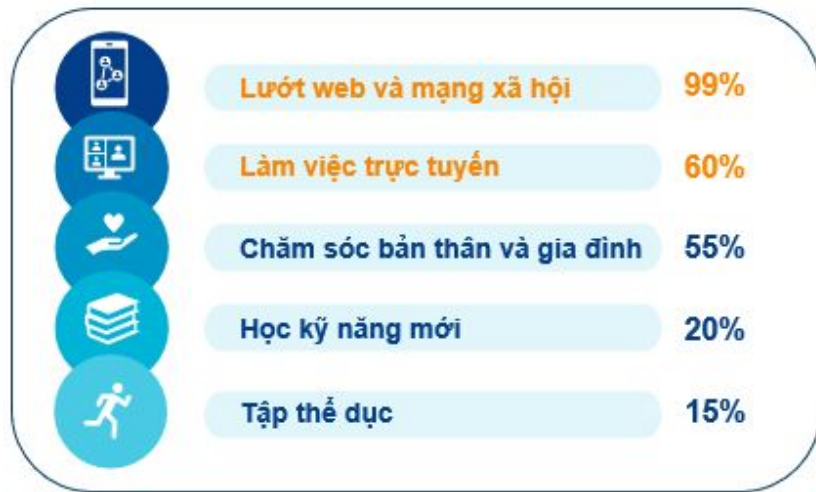 Lướt web và mạng xã hội 99%
Làm việc trực tuyến 60%
Chăm sóc bản thân và gia đình 55%
Học kỹ năng mới 20%
Tập thể dục 15%